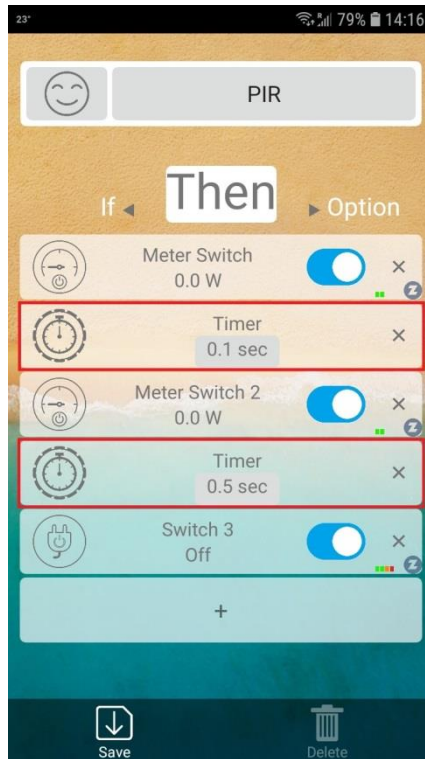 23° 79% 14:16
PIR
If Then Option
Meter Switch
0.0 W
Timer
0.1 sec
Meter Switch 2
0.0 W
Timer
0.5 sec
Switch 3
Off
+
Save Delete